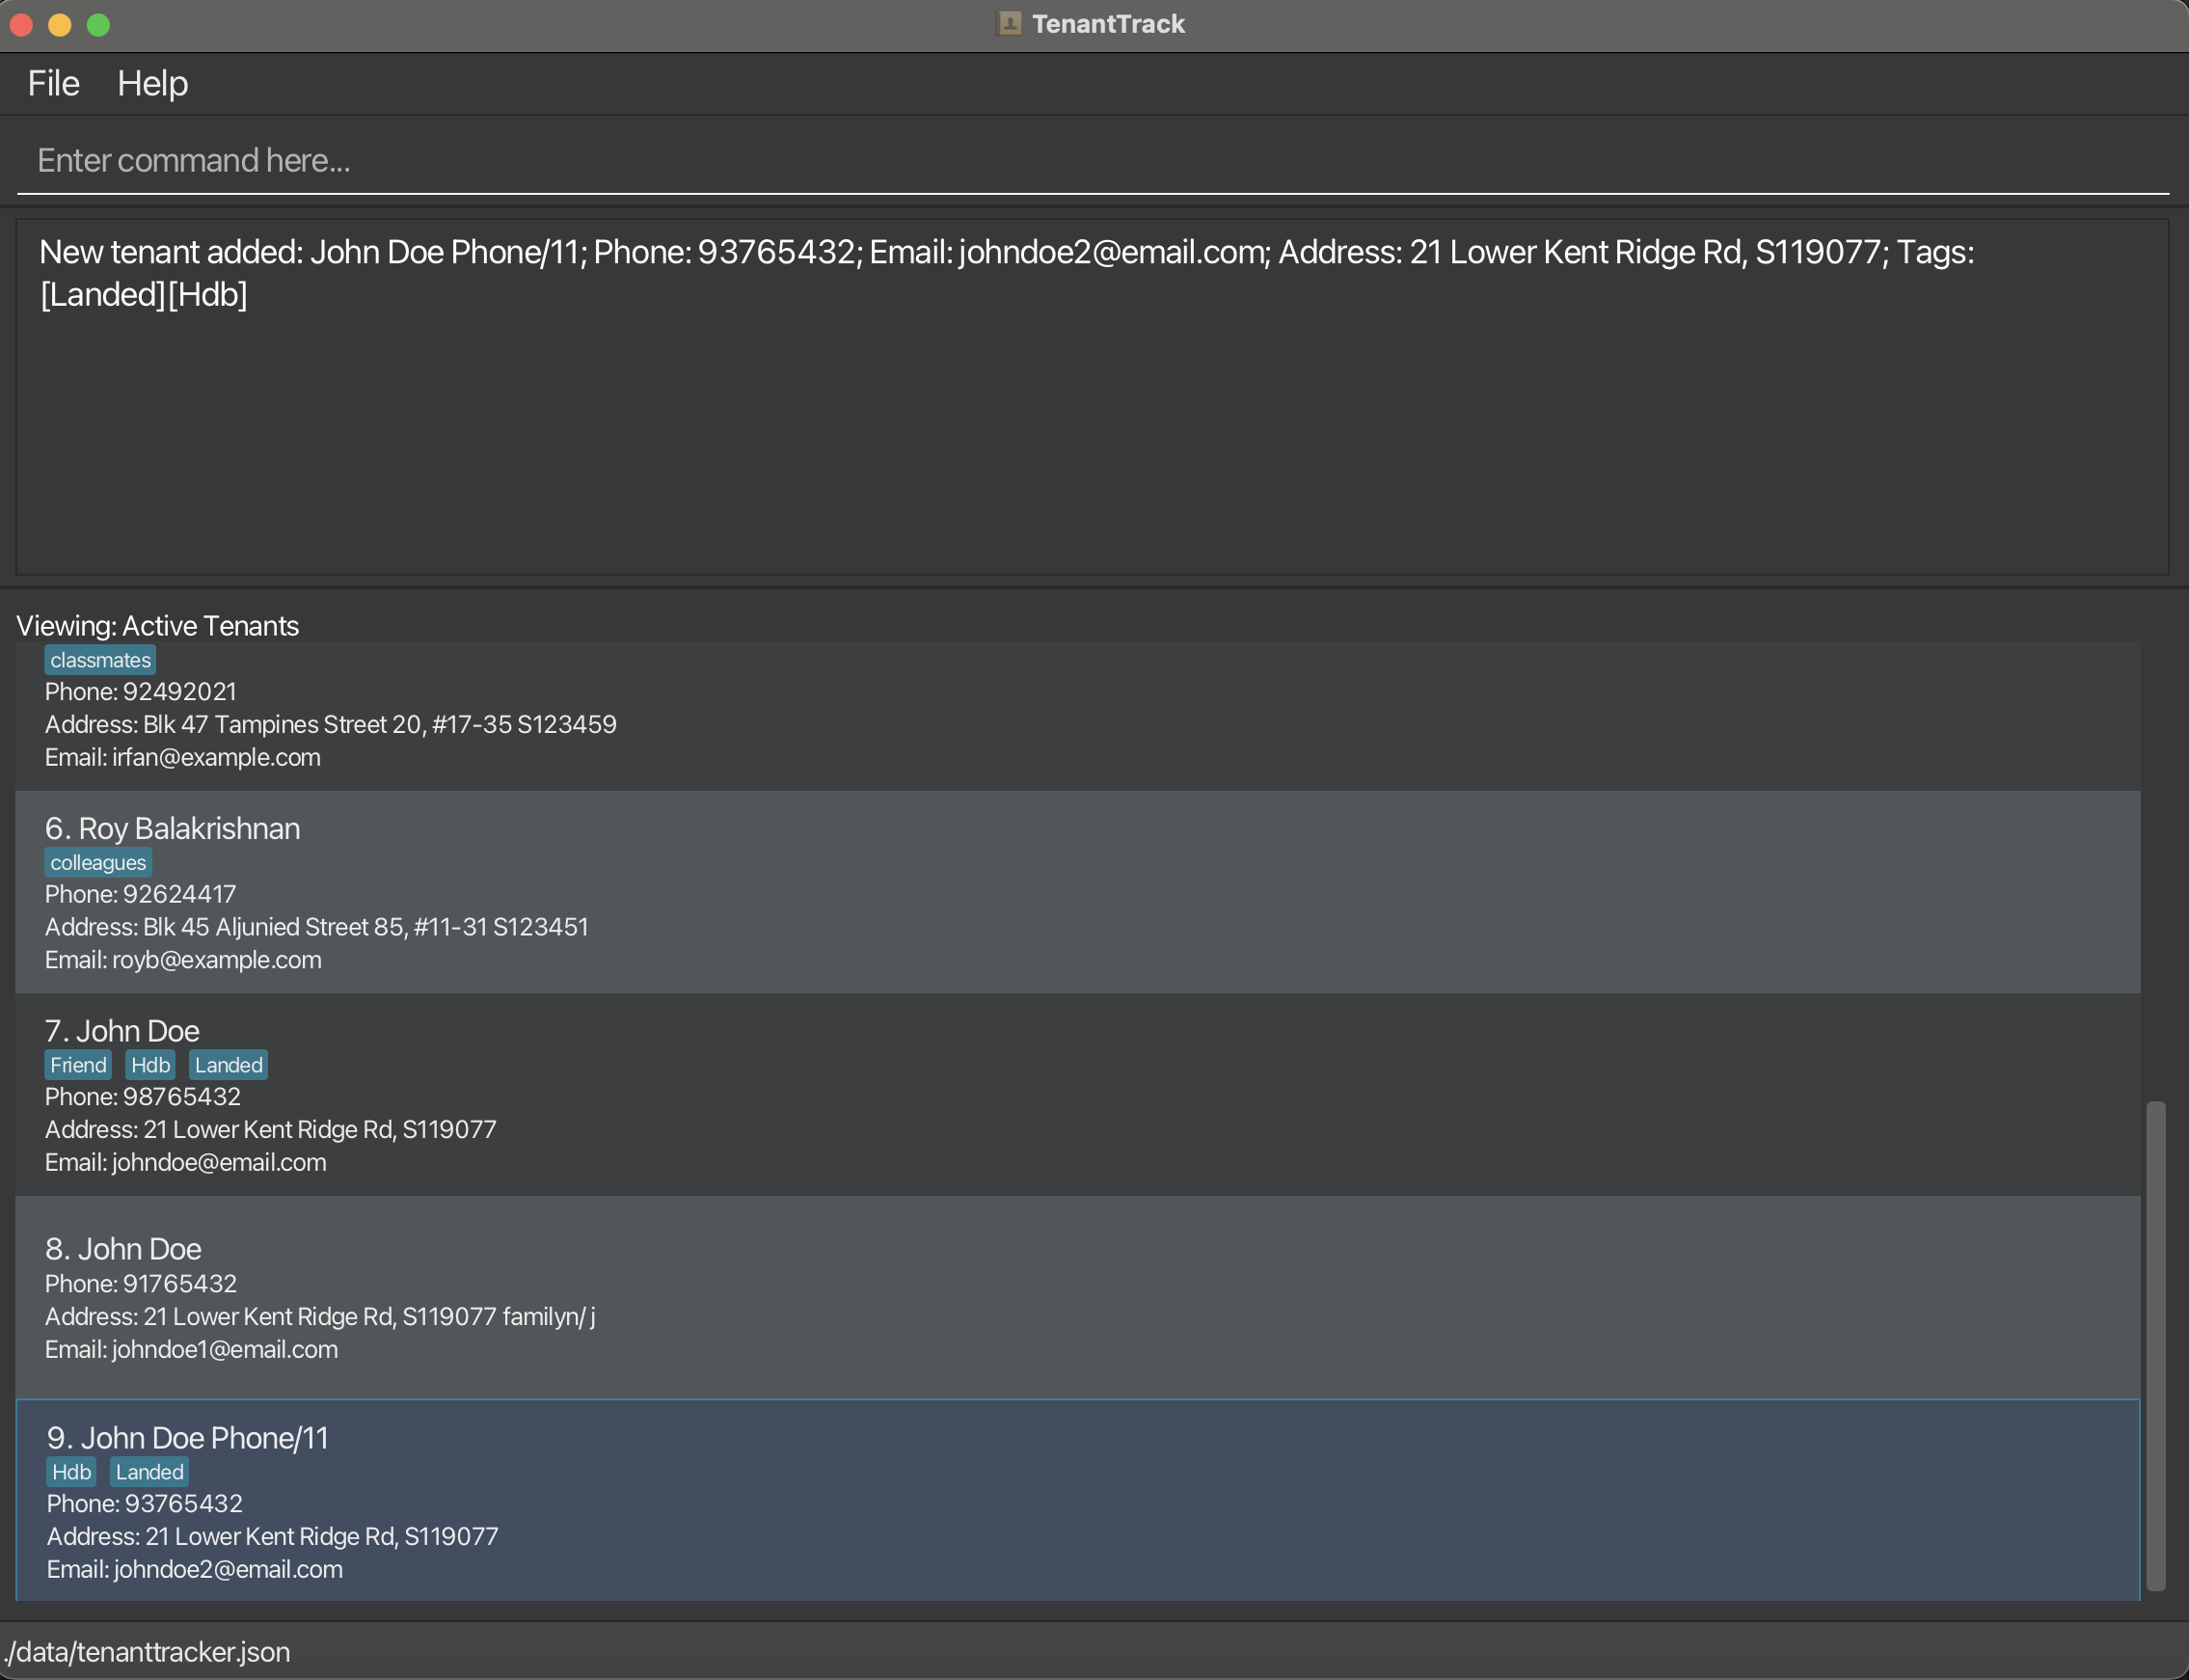 TenantTrack
File Help
Enter command here...
New tenant added: John Doe Phone/11; Phone: 93765432; Email: johndoe2@email.com; Address: 21 Lower Kent Ridge Rd, S119077; Tags:
[Landed][Hdb]
Viewing: Active Tenants
classmates
Phone: 92492021
Address: Blk 47 Tampines Street 20, #17-35 S123459
Email: irfan@example.com
6. Roy Balakrishnan
colleagues
Phone: 92624417
Address: Blk 45 Aljunied Street 85, #11-31 S123451
Email: royb@example.com
7. John Doe
Friend Hdb Landed
Phone: 98765432
Address: 21 Lower Kent Ridge Rd, S119077
Email: johndoe@email.com
8. John Doe
Phone: 91765432
Address: 21 Lower Kent Ridge Rd, S119077 familyn/ j
Email: johndoe1@email.com
9. John Doe Phone/11
Hdb Landed
Phone: 93765432
Address: 21 Lower Kent Ridge Rd, S119077
Email: johndoe2@email.com
./data/tenanttracker.json